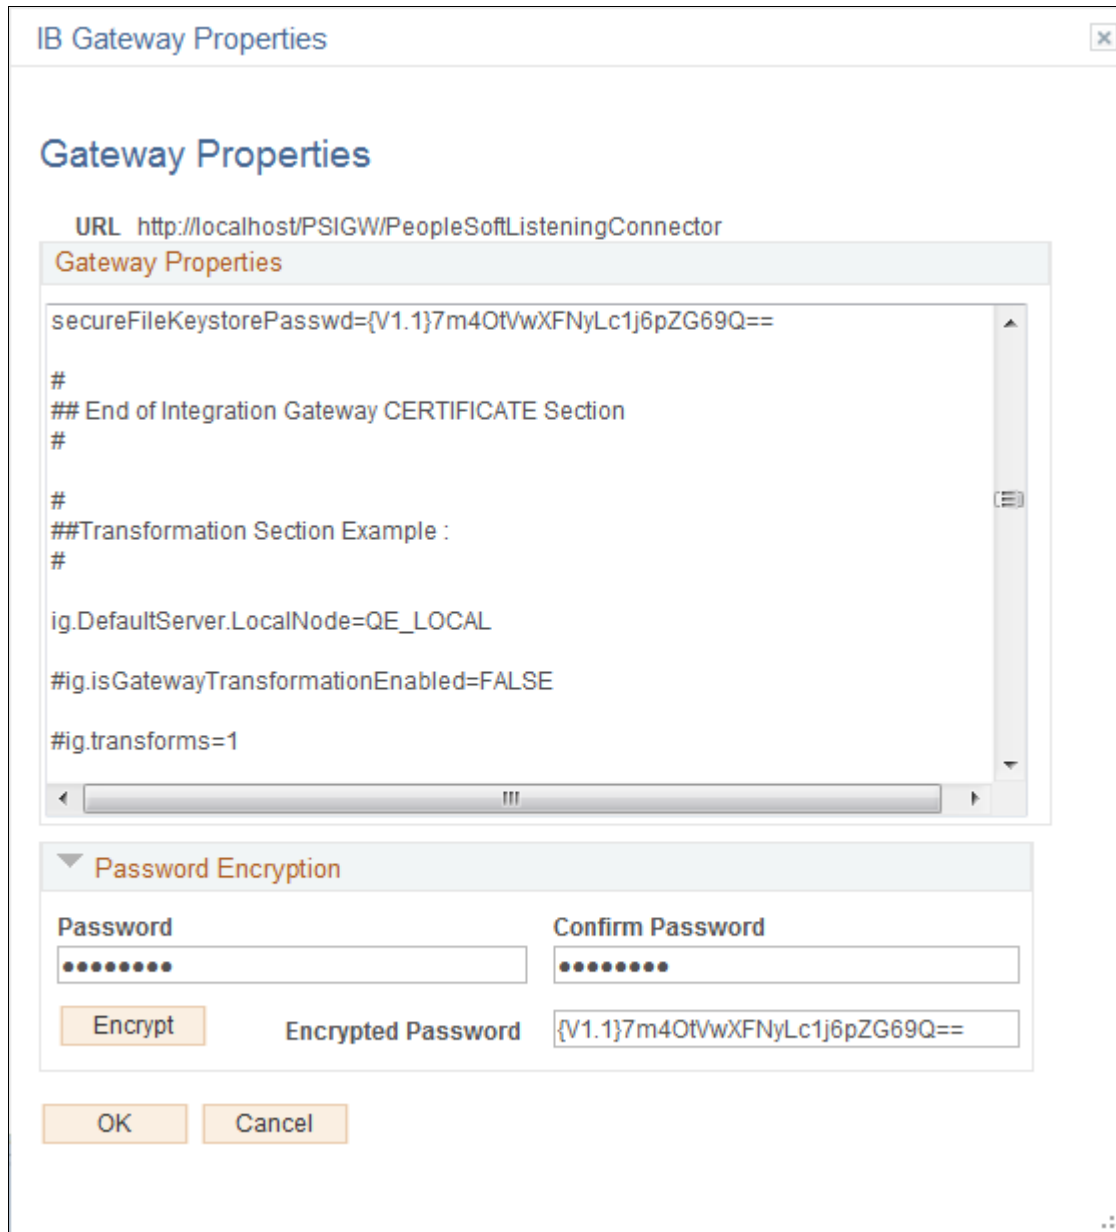 IB Gateway Properties
Gateway Properties
URL http://localhost/PSIGW/PeopleSoftListeningConnector
Gateway Properties
secureFileKeystorePasswd={V1.1}7m4OtVwXFNyLc1j6pZG69Q==
#
## End of Integration Gateway CERTIFICATE Section
#
#
##Transformation Section Example :
#
ig.DefaultServer.LocalNode=QE_LOCAL
#ig.isGatewayTransformationEnabled=FALSE
#ig.transforms=1
Password Encryption
Password Confirm Password
•••••••• ••••••••
Encrypt Encrypted Password {V1.1}7m4OtVwXFNyLc1j6pZG69Q==
OK Cancel